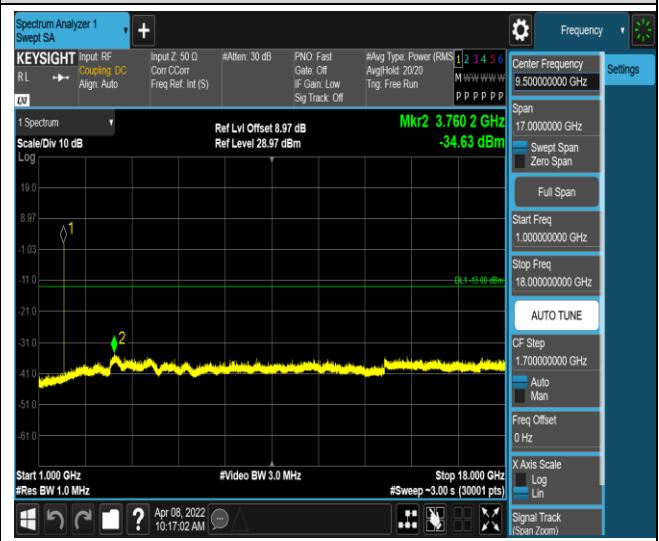 Spectrum Analyzer 1
Swept SA
Frequency
KEYSIGHT
RL
LXI
Input: RF
Coupling: DC
Align: Auto
Input Z: 50 Ω
Corr CCorr
Freq Ref: Int (S)
#Atten: 30 dB
PNO: Fast
Gate: Off
IF Gain: Low
Sig Track: Off
#Avg Type: Power (RMS
Avg|Hold: 20/20
Trig: Free Run
1 2 3 4 5 6
M W W W W W
P P P P P P
1 Spectrum
Scale/Div 10 dB
Log
Ref Lvl Offset 8.97 dB
Ref Level 28.97 dBm
Mkr2 3.760 2 GHz
-34.63 dBm
19.0
8.97
-1.03
-11.0
-21.0
-31.0
-41.0
-51.0
-61.0
1
2
DL1 -13.00 dBm
Start 1.000 GHz
#Res BW 1.0 MHz
#Video BW 3.0 MHz
Stop 18.000 GHz
#Sweep ~3.00 s (30001 pts)
Apr 08, 2022
10:17:02 AM
Center Frequency
9.500000000 GHz
Span
17.0000000 GHz
Swept Span
Zero Span
Full Span
Start Freq
1.000000000 GHz
Stop Freq
18.000000000 GHz
AUTO TUNE
CF Step
1.700000000 GHz
Auto
Man
Freq Offset
0 Hz
X Axis Scale
Log
Lin
Signal Track
(Span Zoom)
Settings